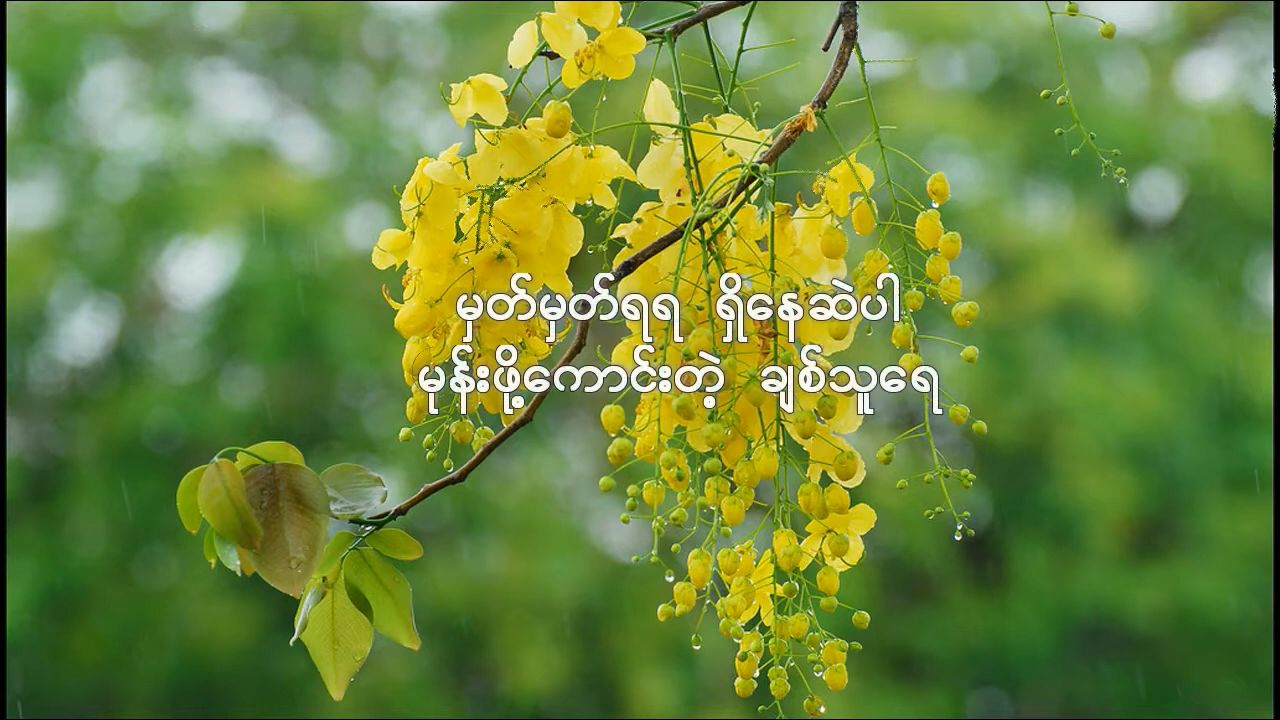 မှတ်မှတ်ရရ ရှိနေဆဲပါ
မုန်းဖို့ကောင်းတဲ့ ချစ်သူရေ